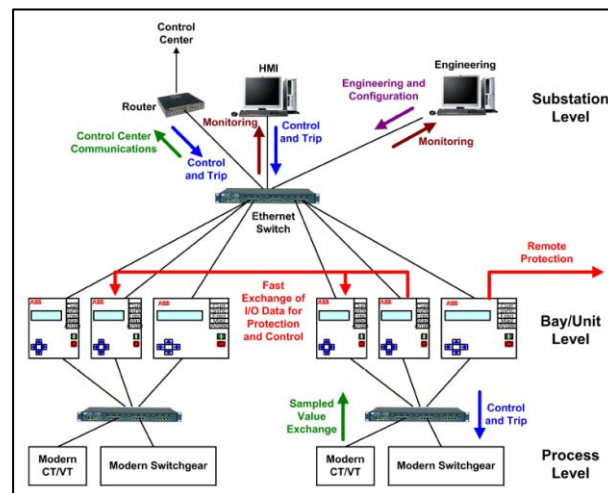 Control
Center
HMI
Engineering
Router
Engineering and
Configuration
Substation
Level
Monitoring
Control Center
Communications
Control
and Trip
Control
and Trip
Monitoring
Ethernet
Switch
Remote
Protection
ABB
ABB
ABB
ABB
ABB
ABB
Fast
Exchange of
I/O Data for
Protection
and Control
Bay/Unit
Level
Sampled
Value
Exchange
Control
and Trip
Modern
CT/VT
Modern Switchgear
Modern
CT/VT
Modern Switchgear
Process
Level